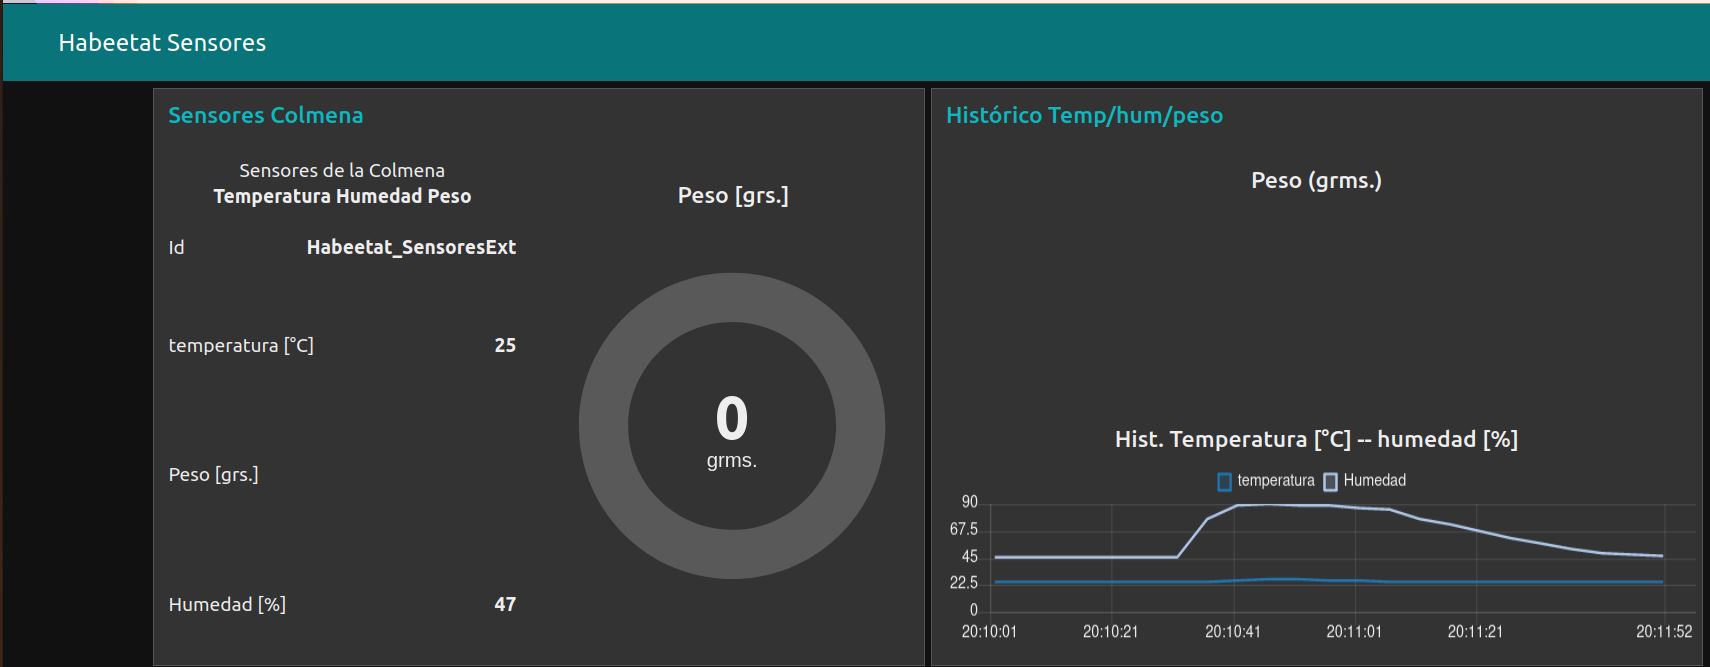 Habeetat Sensores
Sensores Colmena
Sensores de la Colmena
Temperatura Humedad Peso
Id Habeetat_SensoresExt
temperatura [°C] 25
Peso [grs.]
Humedad [%] 47
Peso [grs.]
0
grms.
Histórico Temp/hum/peso
Peso (grms.)
Hist. Temperatura [°C] -- humedad [%]
temperatura Humedad
90
67.5
45
22.5
0
20:10:01 20:10:21 20:10:41 20:11:01 20:11:21 20:11:52